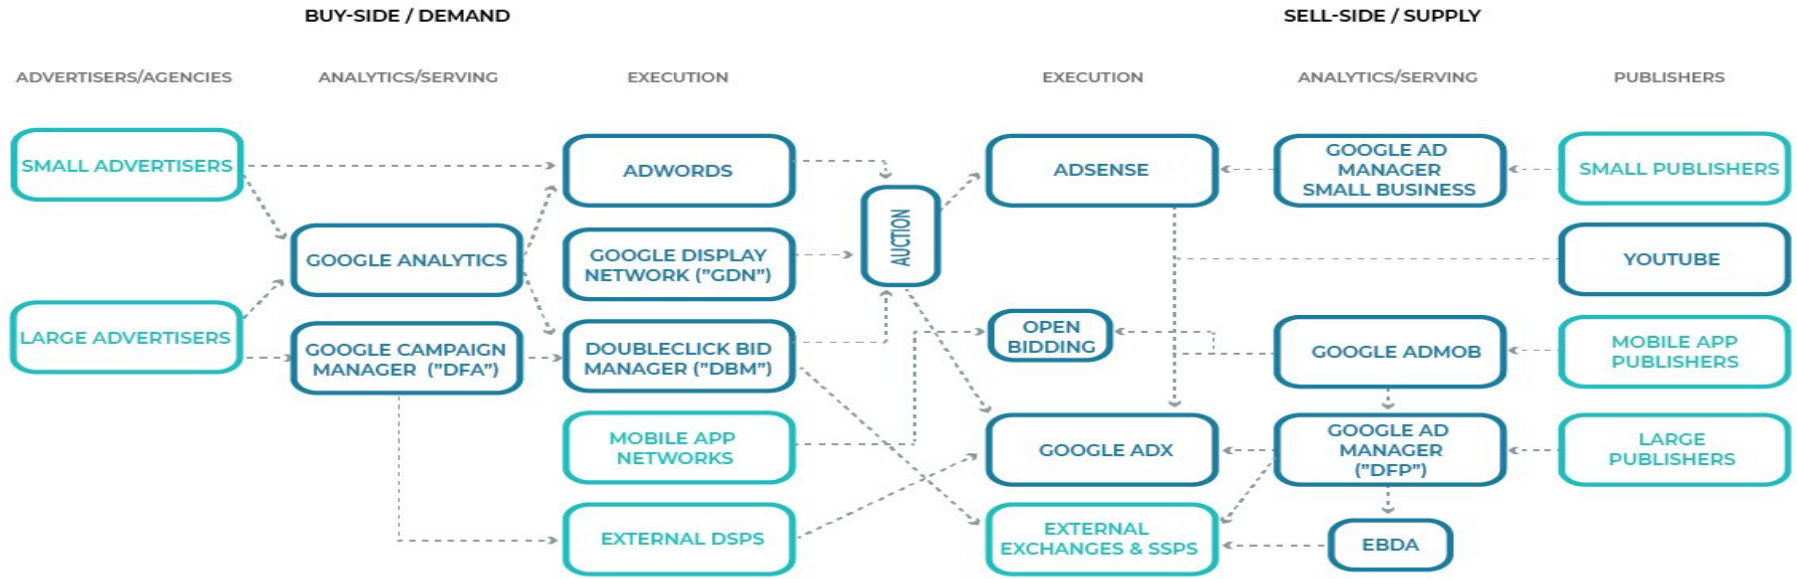 BUY-SIDE / DEMAND
SELL-SIDE / SUPPLY
ADVERTISERS/AGENCIES
ANALYTICS/SERVING
EXECUTION
EXECUTION
ANALYTICS/SERVING
PUBLISHERS
SMALL ADVERTISERS
LARGE ADVERTISERS
GOOGLE ANALYTICS
GOOGLE CAMPAIGN
MANAGER ("DFA")
ADWORDS
GOOGLE DISPLAY
NETWORK ("GDN")
DOUBLECLICK BID
MANAGER ("DBM")
MOBILE APP
NETWORKS
EXTERNAL DSPS
AUCTION
ADSENSE
OPEN
BIDDING
GOOGLE ADX
EXTERNAL
EXCHANGES & SSPS
GOOGLE AD
MANAGER
SMALL BUSINESS
GOOGLE ADMOB
GOOGLE AD
MANAGER
("DFP")
EBDA
SMALL PUBLISHERS
YOUTUBE
MOBILE APP
PUBLISHERS
LARGE
PUBLISHERS